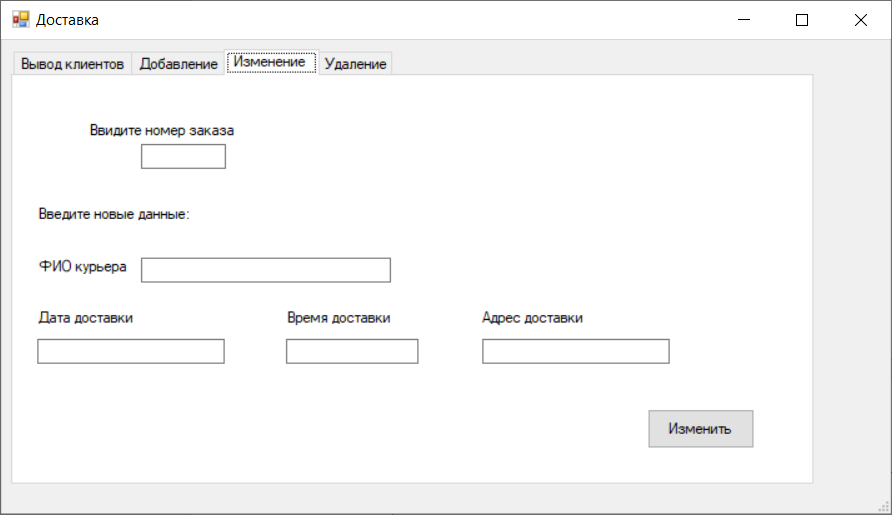 Доставка
Вывод клиентов Добавление Изменение Удаление
Ввидите номер заказа
Введите новые данные:
ФИО курьера
Дата доставки Время доставки Адрес доставки
Изменить